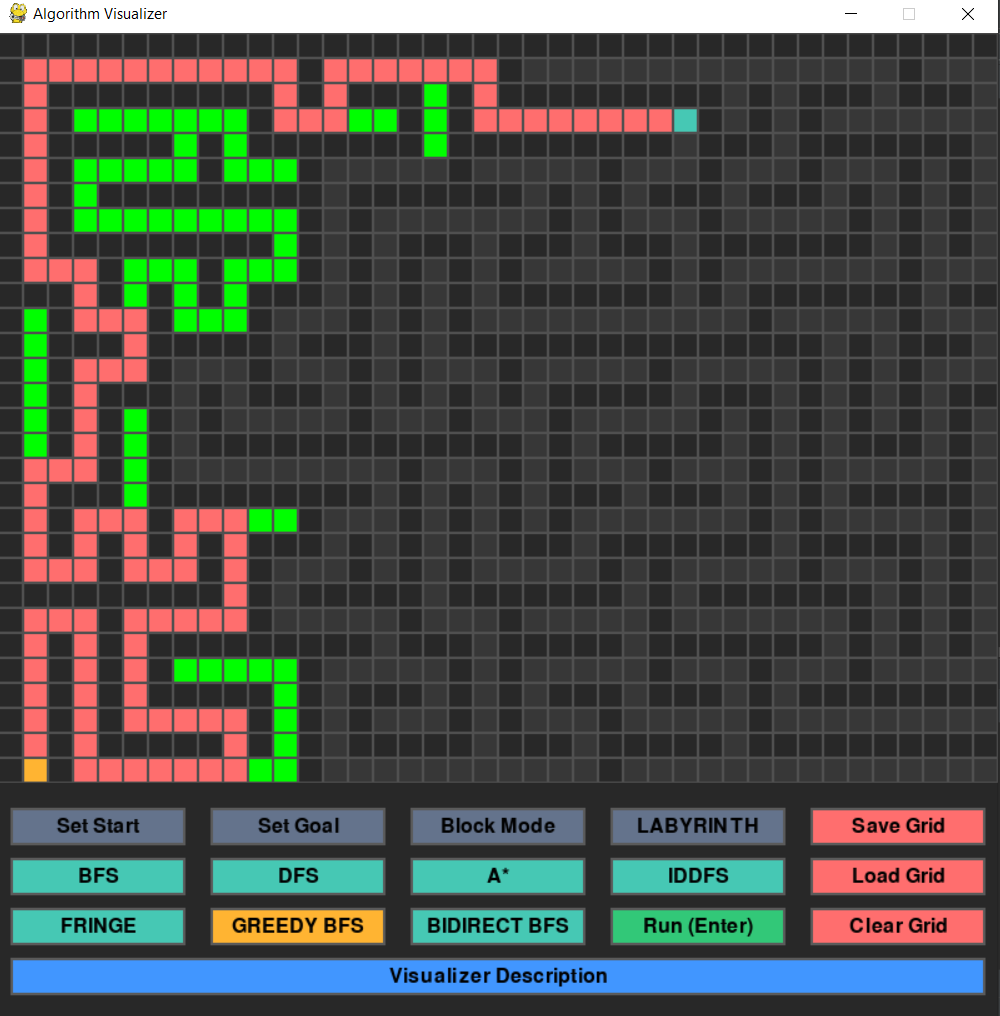 Algorithm Visualizer
Set Start
Set Goal
Block Mode
LABYRINTH
Save Grid
BFS
DFS
A*
IDDFS
Load Grid
FRINGE
GREEDY BFS
BIDIRECT BFS
Run (Enter)
Clear Grid
Visualizer Description